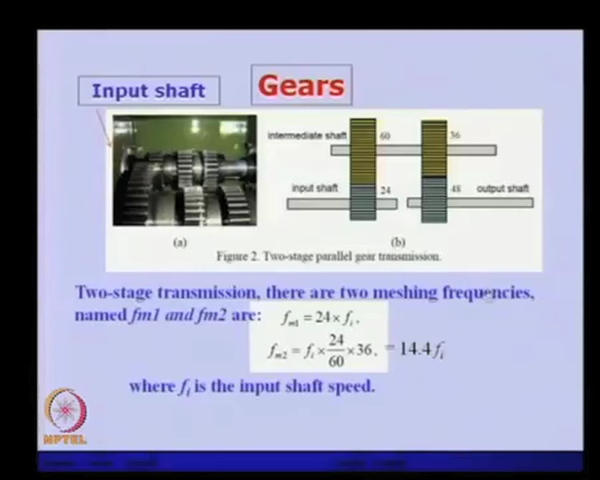 Input shaft
Gears
intermediate shaft
60
36
input shaft
24
48
output shaft
(a)
(b)
Figure 2. Two-stage parallel gear transmission.
Two-stage transmission, there are two meshing frequencies,
named fm1 and fm2 are: f_m1 = 24 × f_i,
f_m2 = f_i × 24/60 × 36, = 14.4 f_i
where f_i is the input shaft speed.
NPTEL